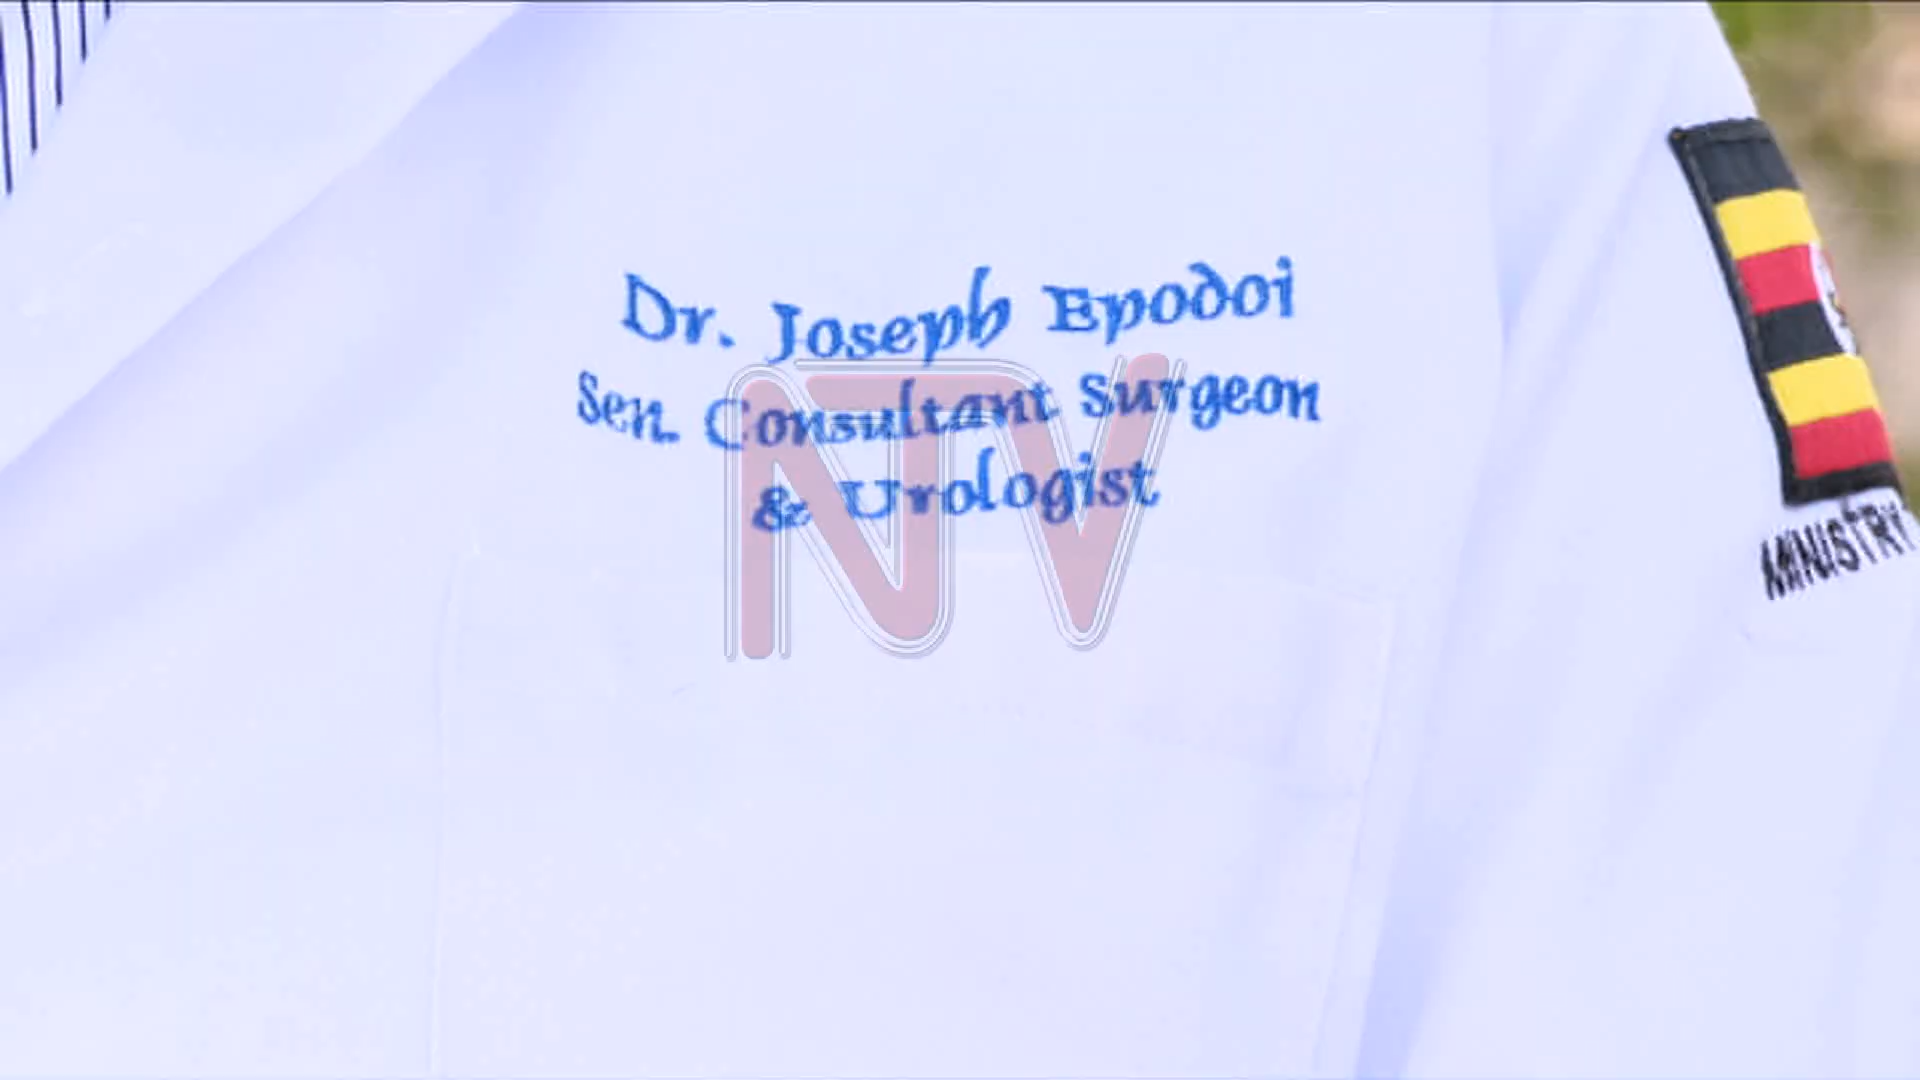 Dr. Joseph Epodoi
Sen. Consultant Surgeon
& Urologist
NTV
MINISTRY